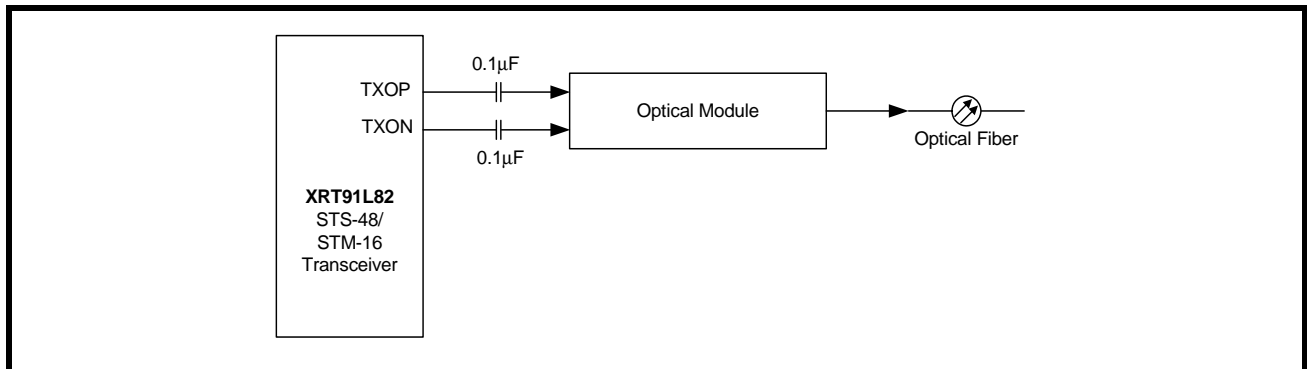 TXOP
TXON
XRT91L82
STS-48/
STM-16
Transceiver
0.1μF
0.1μF
Optical Module
Optical Fiber